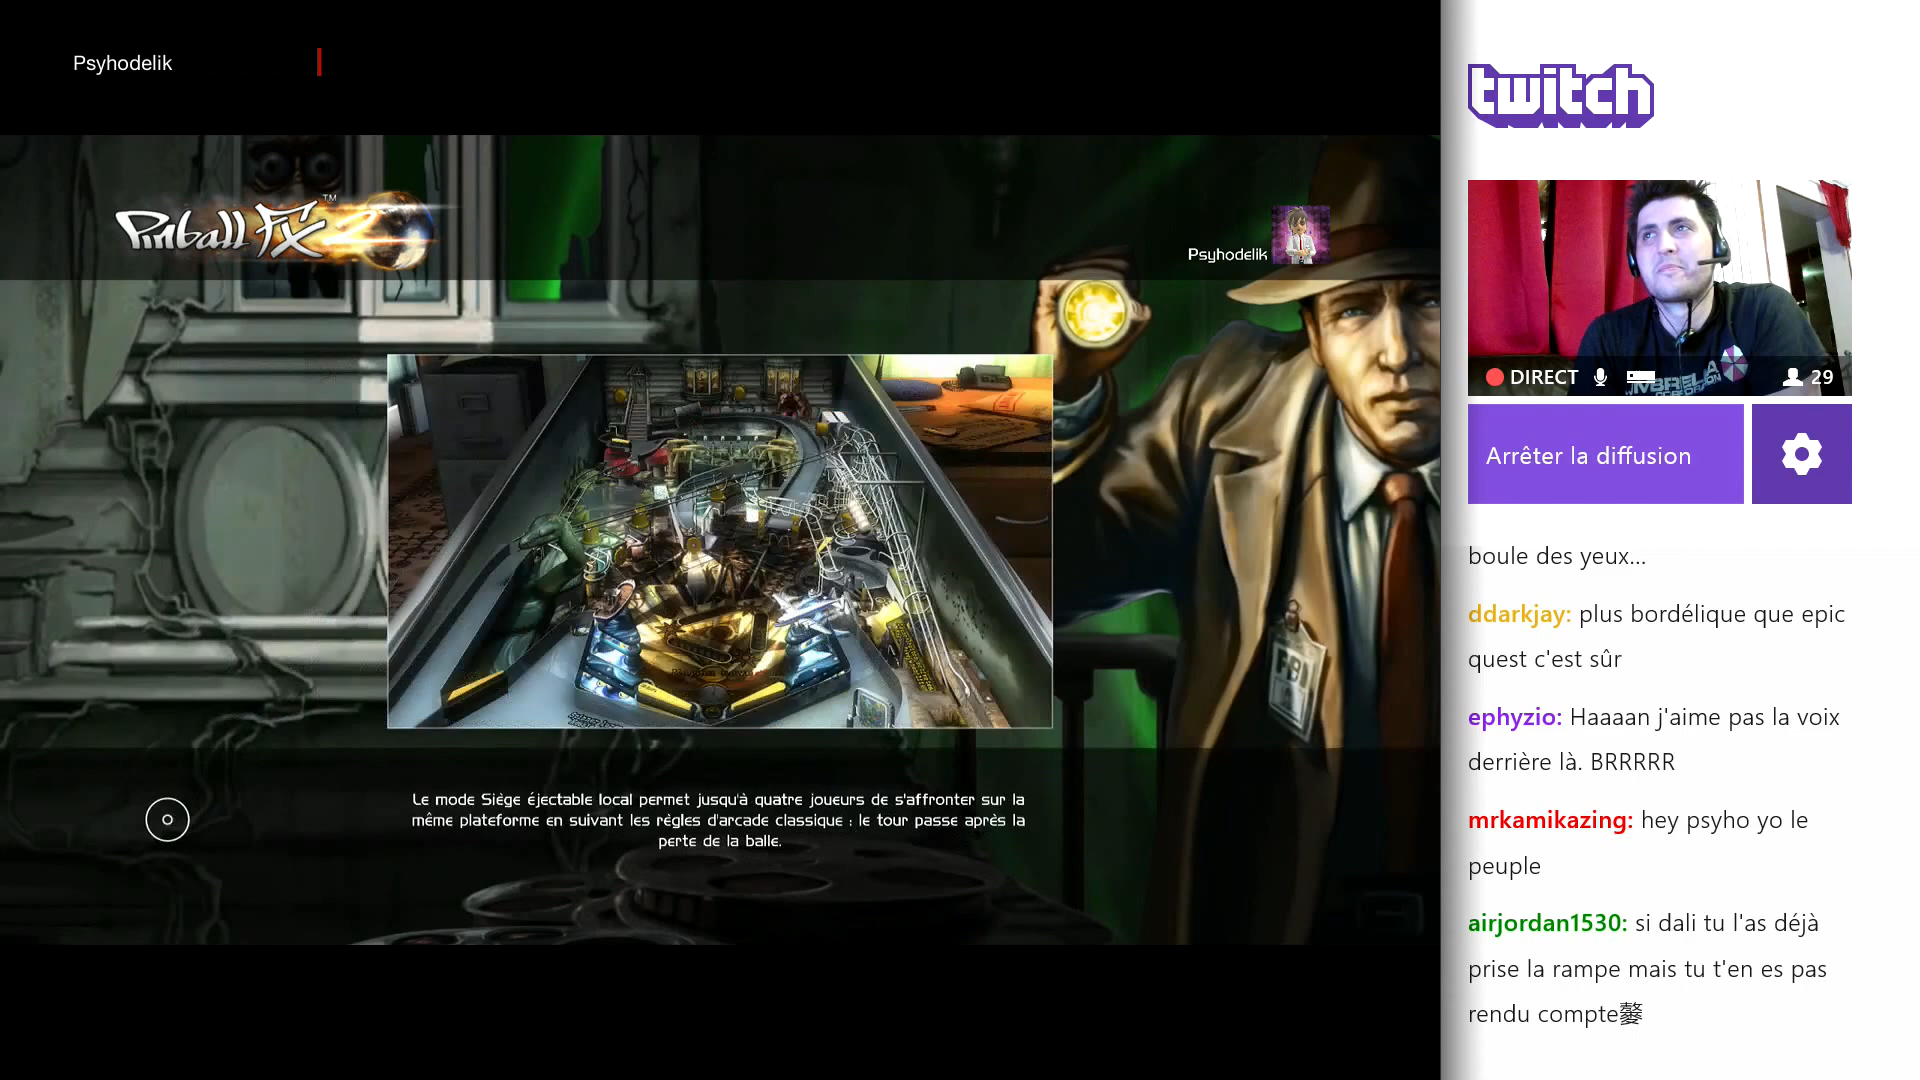 Psyhodelik
twitch
Pinball FX2™
Psyhodelik
FBI
DIRECT
29
Arrêter la diffusion
Le mode Siège éjectable local permet jusqu'à quatre joueurs de s'affronter sur la
même plateforme en suivant les règles d'arcade classique : le tour passe après la
perte de la balle.
boule des yeux...
ddarkjay: plus bordélique que epic
quest c'est sûr
ephyzio: Haaaan j'aime pas la voix
derrière là. BRRRRR
mrkamikazing: hey psyho yo le
peuple
airjordan1530: si dali tu l'as déjà
prise la rampe mais tu t'en es pas
rendu compte